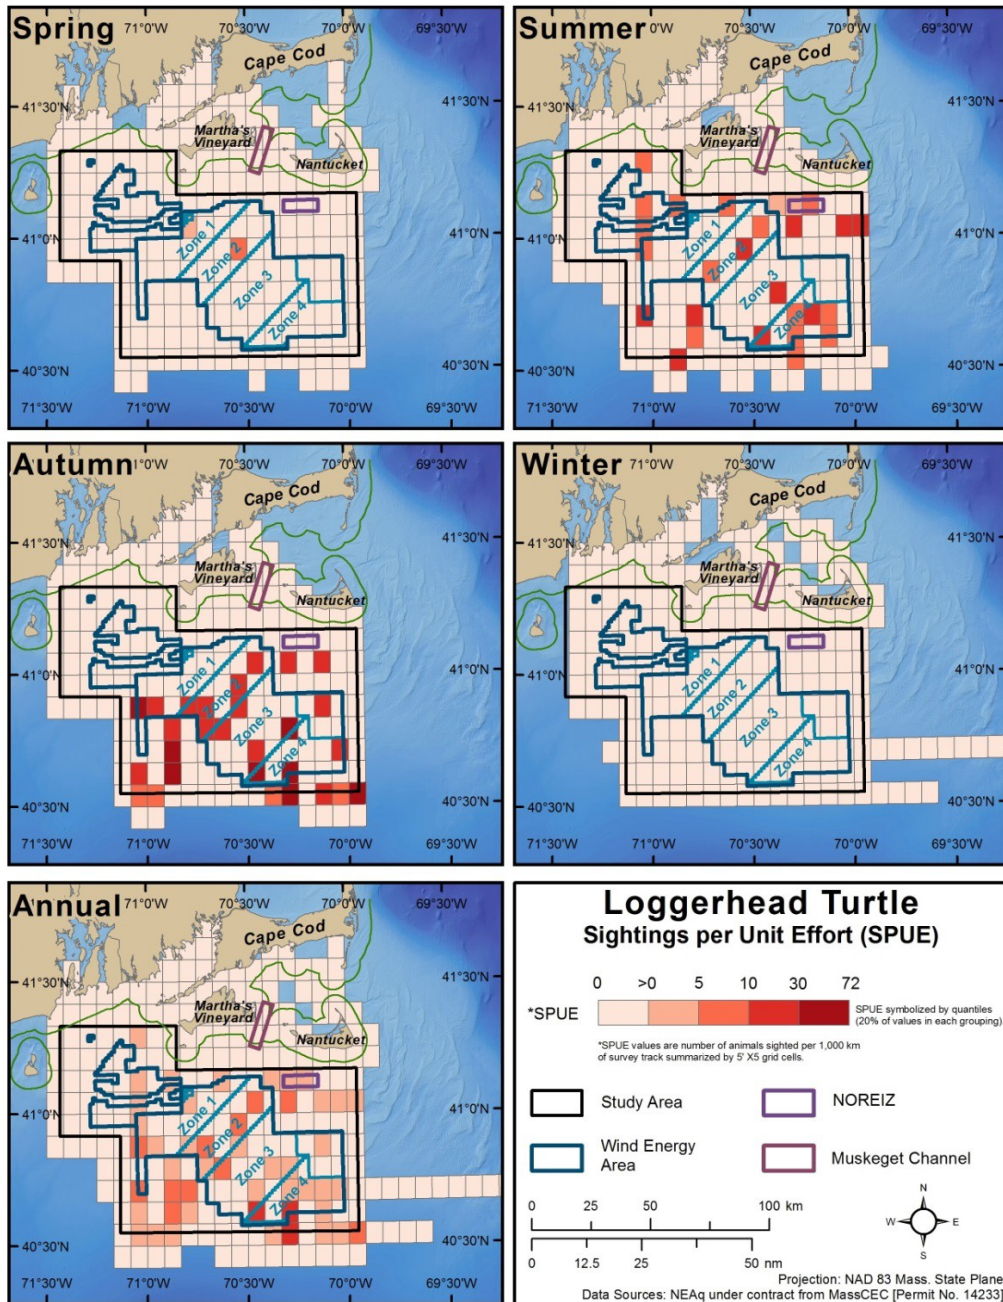 Spring
71°0'W
70°30'W
70°0'W
69°30'W
Cape Cod
41°30'N
41°30'N
Martha's
Vineyard
Nantucket
41°0'N
41°0'N
Zone 1
Zone 2
Zone 3
Zone 4
40°30'N
40°30'N
71°30'W
71°0'W
70°30'W
70°0'W
69°30'W
Summer
71°0'W
70°30'W
70°0'W
69°30'W
Cape Cod
41°30'N
41°30'N
Martha's
Vineyard
Nantucket
41°0'N
41°0'N
Zone 1
Zone 2
Zone 3
Zone
40°30'N
40°30'N
71°30'W
71°0'W
70°30'W
70°0'W
69°30'W
Autumn
71°0'W
70°30'W
70°0'W
69°30'W
Cape Cod
41°30'N
41°30'N
Martha's
Vineyard
Nantucket
41°0'N
41°0'N
Zone 1
Zone 2
Zone 3
Zone 4
40°30'N
40°30'N
71°30'W
71°0'W
70°30'W
70°0'W
69°30'W
Winter
71°0'W
70°30'W
70°0'W
69°30'W
Cape Cod
41°30'N
41°30'N
Martha's
Vineyard
Nantucket
41°0'N
41°0'N
Zone 1
Zone 2
Zone 3
Zone 4
40°30'N
40°30'N
71°30'W
71°0'W
70°30'W
70°0'W
69°30'W
Annual
71°0'W
70°30'W
70°0'W
69°30'W
Cape Cod
41°30'N
41°30'N
Martha's
Vineyard
Nantucket
41°0'N
41°0'N
Zone 1
Zone 2
Zone 3
Zone 4
40°30'N
40°30'N
71°30'W
71°0'W
70°30'W
70°0'W
69°30'W
Loggerhead Turtle
Sightings per Unit Effort (SPUE)
0 >0 5 10 30 72
*SPUE
SPUE symbolized by quantiles
(20% of values in each grouping)
*SPUE values are number of animals sighted per 1,000 km
of survey track summarized by 5' X5 grid cells.
Study Area
NOREIZ
Wind Energy
Area
Muskeget Channel
0 25 50 100 km
0 12.5 25 50 nm
N
W E
S
Projection: NAD 83 Mass. State Plane
Data Sources: NEAq under contract from MassCEC [Permit No. 14233]